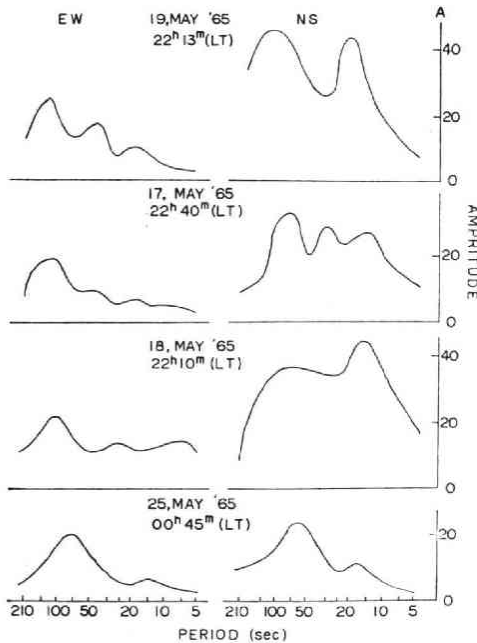 EW 19, MAY '65 NS A
22h 13m (LT)
40
20
0
17, MAY '65
22h 40m (LT)
AMPLITUDE
20
0
18, MAY '65
22h 10m (LT)
40
20
0
25, MAY '65
00h 45m (LT)
20
0
210 100 50 20 10 5 210 100 50 20 10 5
PERIOD (sec)